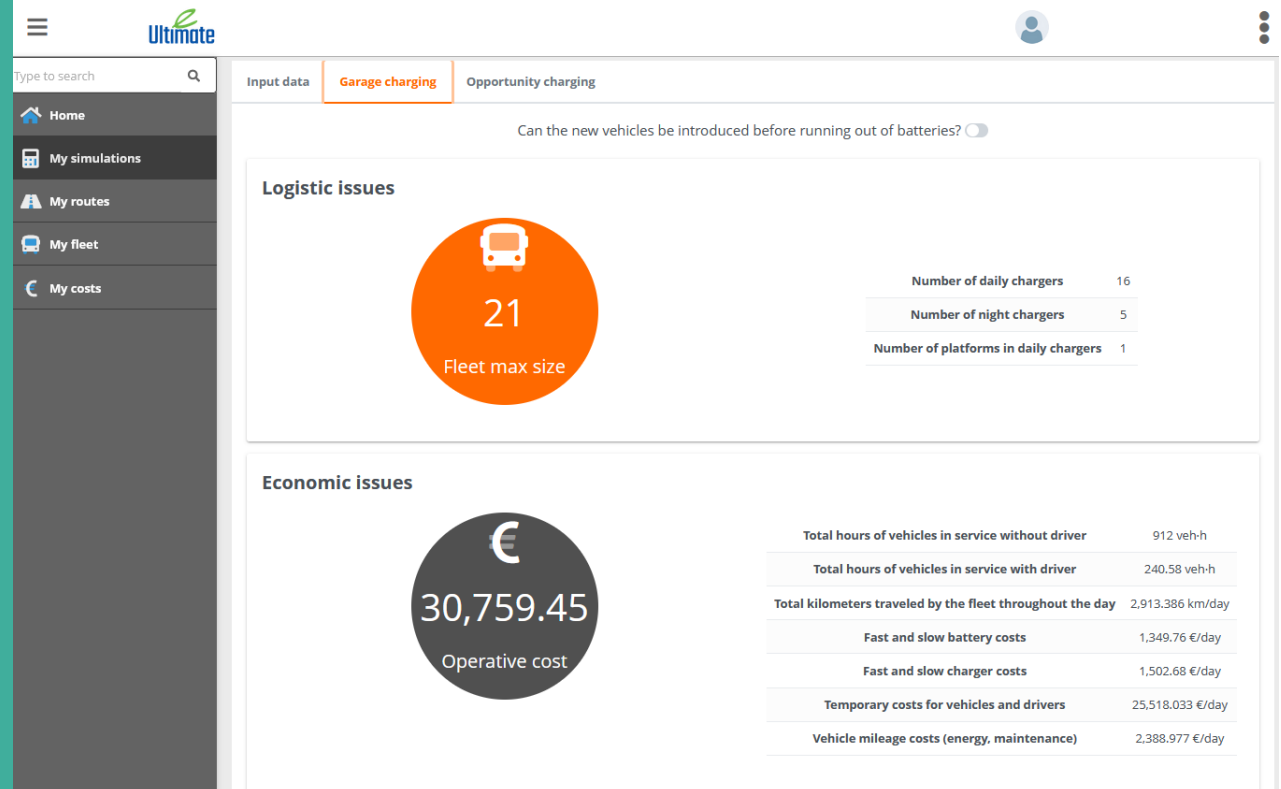 Ultimate
Type to search
Home
My simulations
My routes
My fleet
My costs
Input data
Garage charging
Opportunity charging
Can the new vehicles be introduced before running out of batteries?
Logistic issues
21
Fleet max size
Number of daily chargers 16
Number of night chargers 5
Number of platforms in daily chargers 1
Economic issues
€
30,759.45
Operative cost
Total hours of vehicles in service without driver 912 veh·h
Total hours of vehicles in service with driver 240.58 veh·h
Total kilometers traveled by the fleet throughout the day 2,913.386 km/day
Fast and slow battery costs 1,349.76 €/day
Fast and slow charger costs 1,502.68 €/day
Temporary costs for vehicles and drivers 25,518.033 €/day
Vehicle mileage costs (energy, maintenance) 2,388.977 €/day